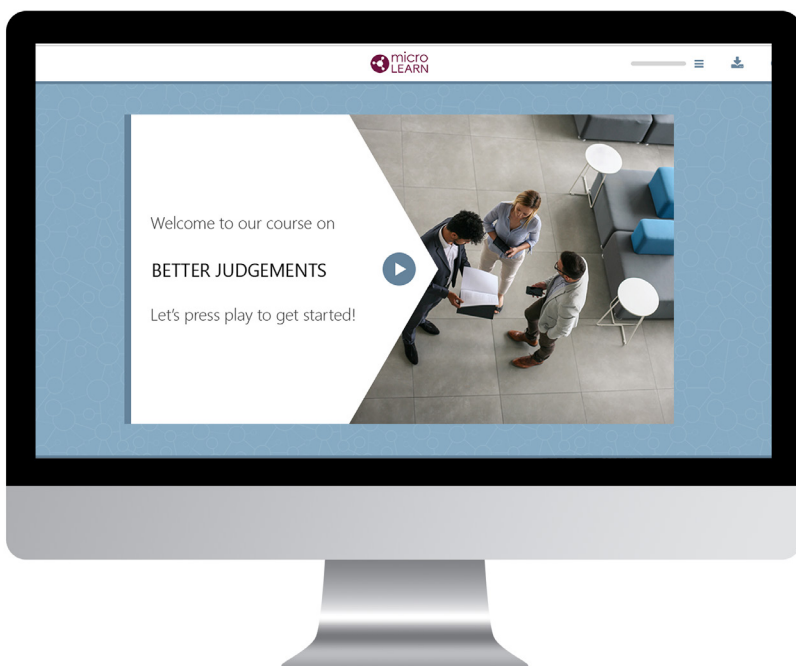 micro
LEARN
Welcome to our course on
BETTER JUDGEMENTS
Let's press play to get started!